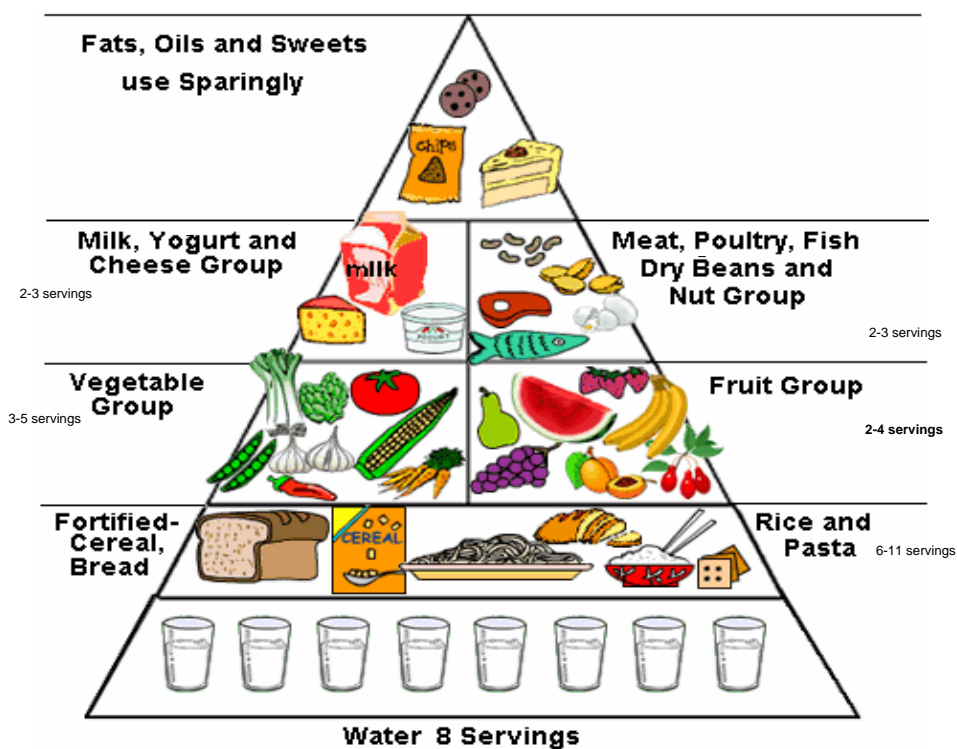 Fats, Oils and Sweets
use Sparingly
chips
Milk, Yogurt and
Cheese Group
2-3 servings
milk
YOGURT
Meat, Poultry, Fish
Dry Beans and
Nut Group
2-3 servings
Vegetable
Group
3-5 servings
Fruit Group
2-4 servings
Fortified-
Cereal,
Bread
CEREAL
Rice and
Pasta
6-11 servings
Water 8 Servings